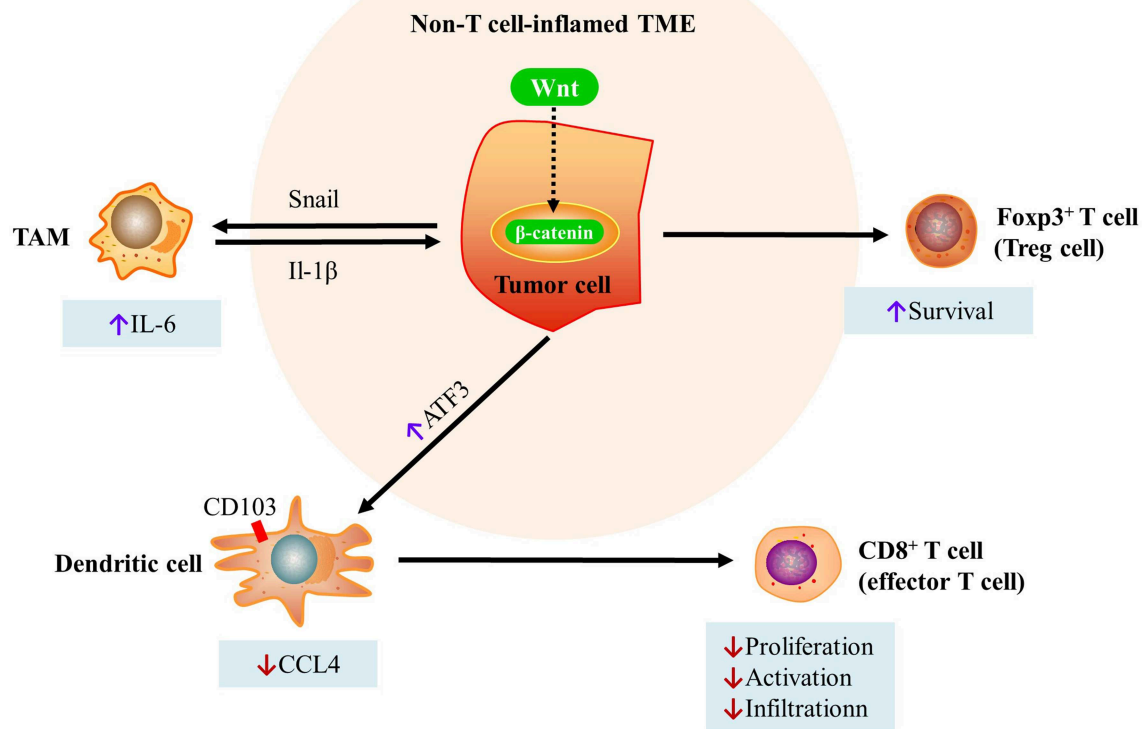 Non-T cell-inflamed TME
Wnt
Snail
TAM
Il-1β
β-catenin
Tumor cell
Foxp3⁺ T cell
(Treg cell)
↑IL-6
↑Survival
↑ATF3
CD103
Dendritic cell
CD8⁺ T cell
(effector T cell)
↓CCL4
↓Proliferation
↓Activation
↓Infiltrationn